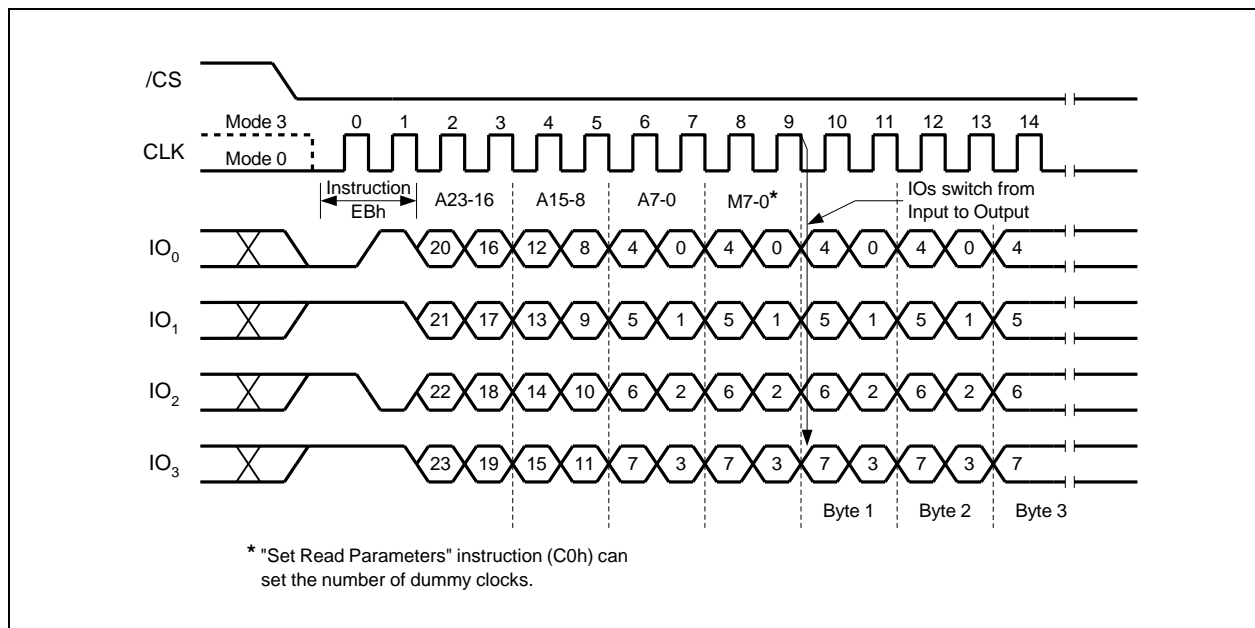 /CS
Mode 3 0 1 2 3 4 5 6 7 8 9 10 11 12 13 14
CLK
Mode 0
Instruction
EBh
A23-16 A15-8 A7-0 M7-0*
IOs switch from
Input to Output
IO0 20 16 12 8 4 0 4 0 4 0 4 0 4
IO1 21 17 13 9 5 1 5 1 5 1 5 1 5
IO2 22 18 14 10 6 2 6 2 6 2 6 2 6
IO3 23 19 15 11 7 3 7 3 7 3 7 3 7
Byte 1 Byte 2 Byte 3
* "Set Read Parameters" instruction (C0h) can
set the number of dummy clocks.